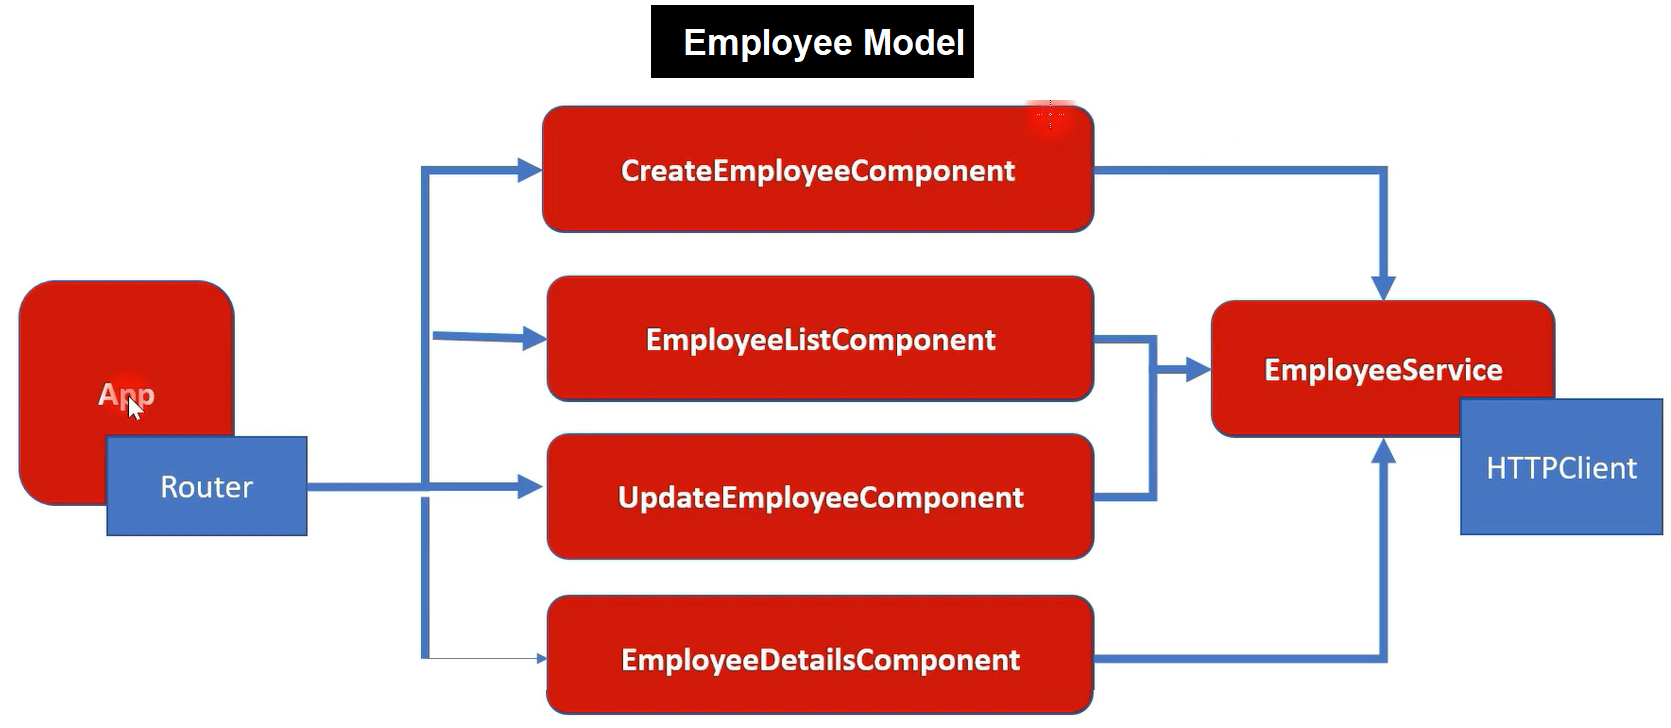 Employee Model
CreateEmployeeComponent
EmployeeListComponent
App
EmployeeService
Router
UpdateEmployeeComponent
HTTPClient
EmployeeDetailsComponent